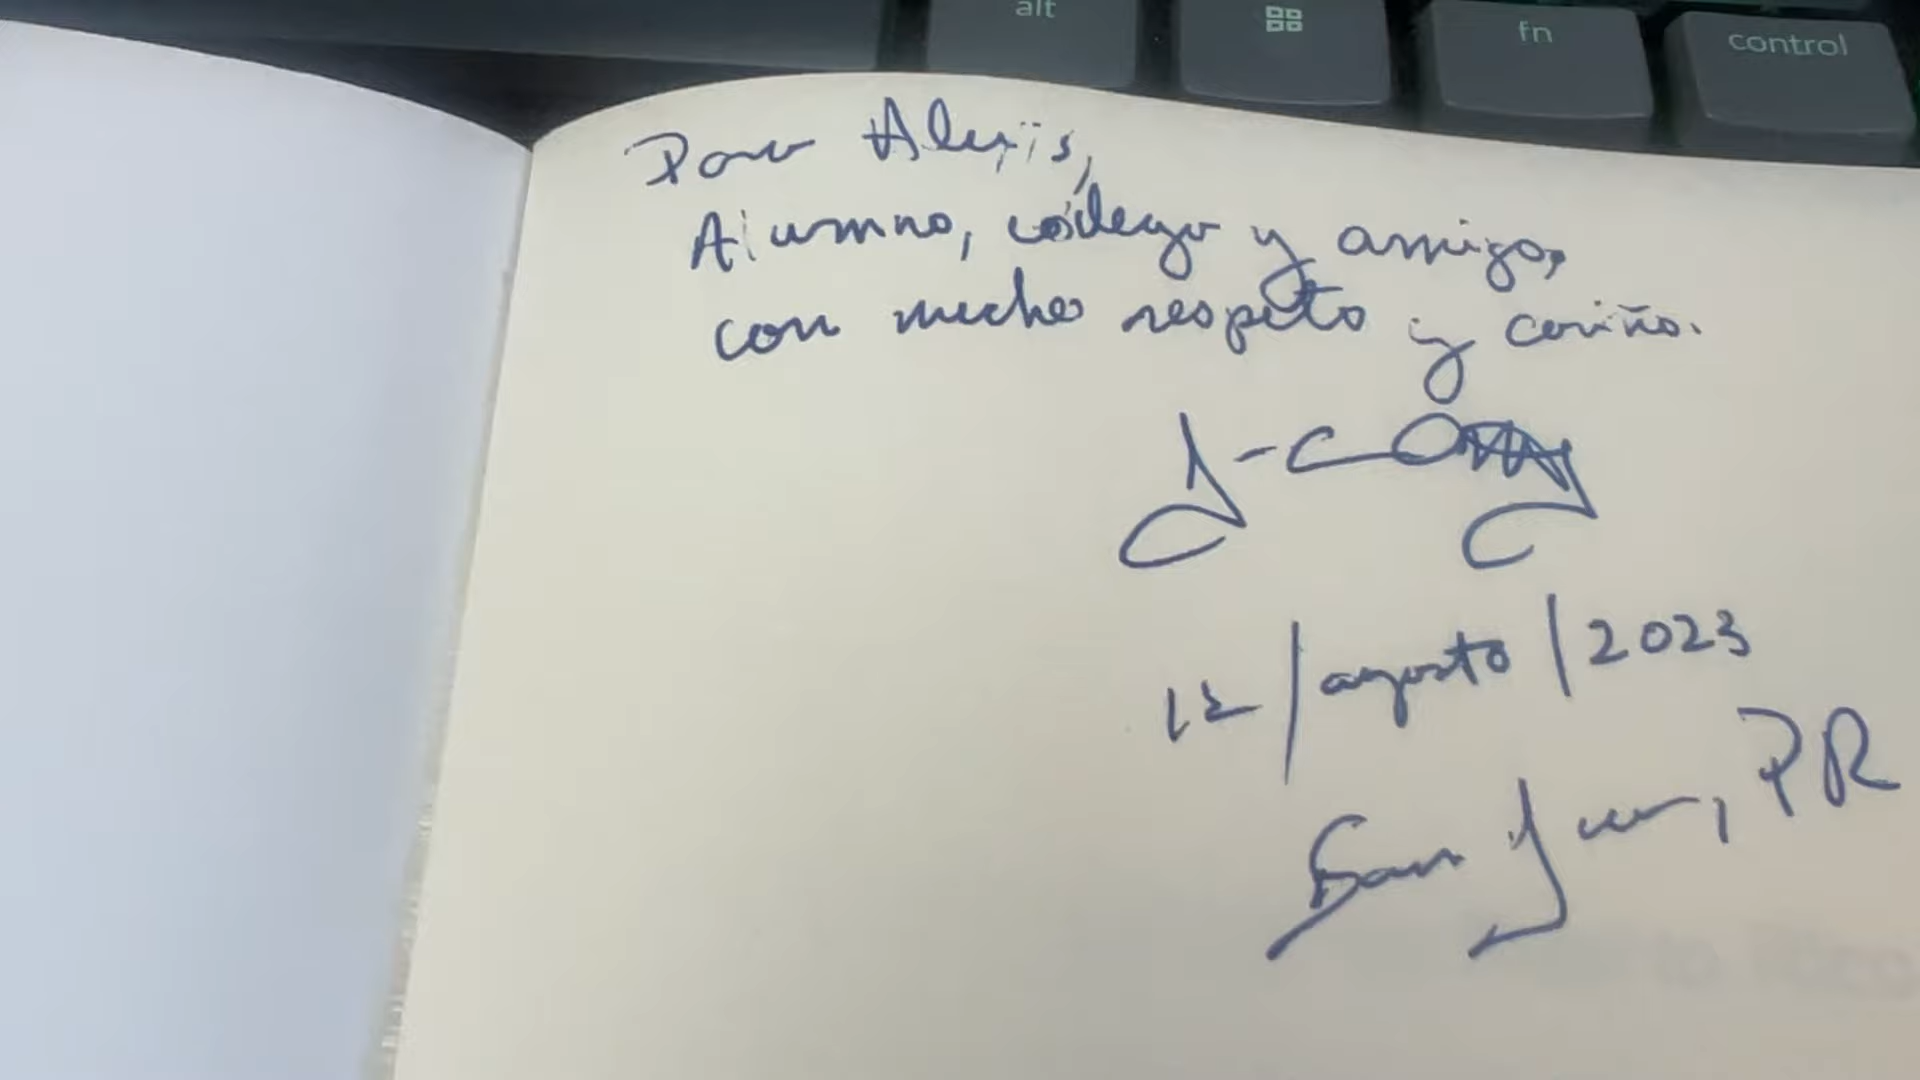 alt
fn
control
Para Alexis,
Alumno, colega y amigo,
con mucho respeto y cariño.
12/agosto/2023
San Juan, PR